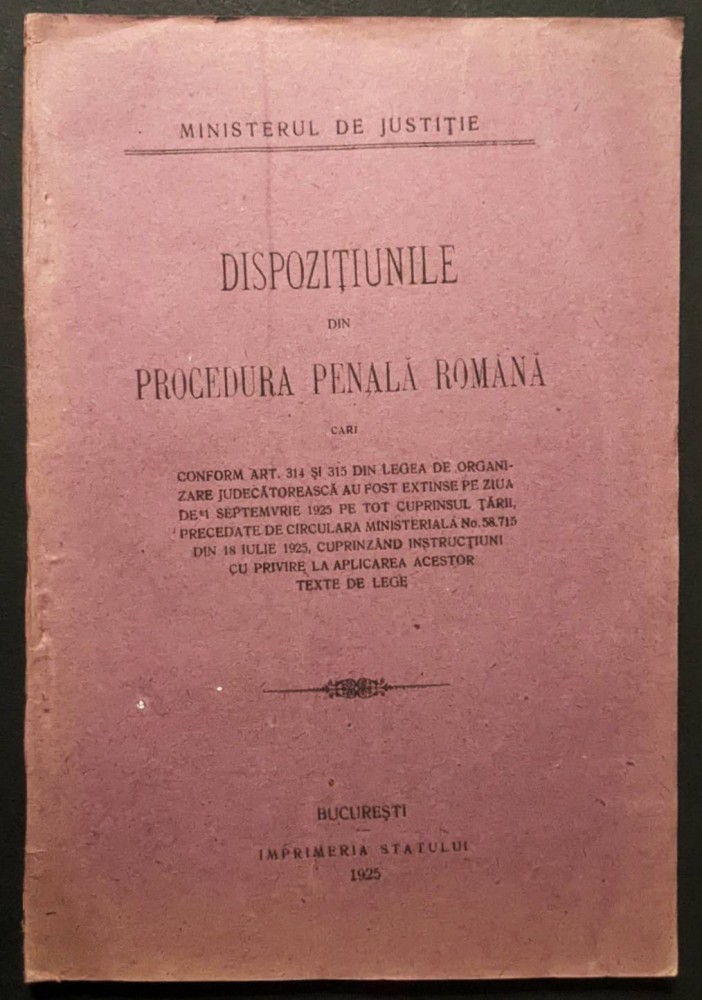 MINISTERUL DE JUSTIȚIE
DISPOZIȚIUNILE
DIN
PROCEDURA PENALĂ ROMÂNĂ
CARI
CONFORM ART. 314 ȘI 315 DIN LEGEA DE ORGANI-
ZARE JUDECĂTOREASCĂ AU FOST EXTINSE PE ZIUA
DE 1 SEPTEMVRIE 1925 PE TOT CUPRINSUL ȚĂRII,
PRECEDATE DE CIRCULARA MINISTERIALĂ No. 58.715
DIN 18 IULIE 1925, CUPRINZÂND INSTRUCȚIUNI
CU PRIVIRE LA APLICAREA ACESTOR
TEXTE DE LEGE
BUCUREȘTI
IMPRIMERIA STATULUI
1925